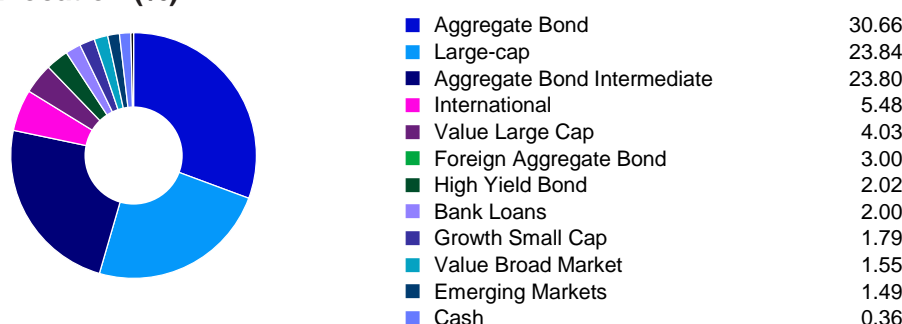 Aggregate Bond 30.66
Large-cap 23.84
Aggregate Bond Intermediate 23.80
International 5.48
Value Large Cap 4.03
Foreign Aggregate Bond 3.00
High Yield Bond 2.02
Bank Loans 2.00
Growth Small Cap 1.79
Value Broad Market 1.55
Emerging Markets 1.49
Cash 0.36